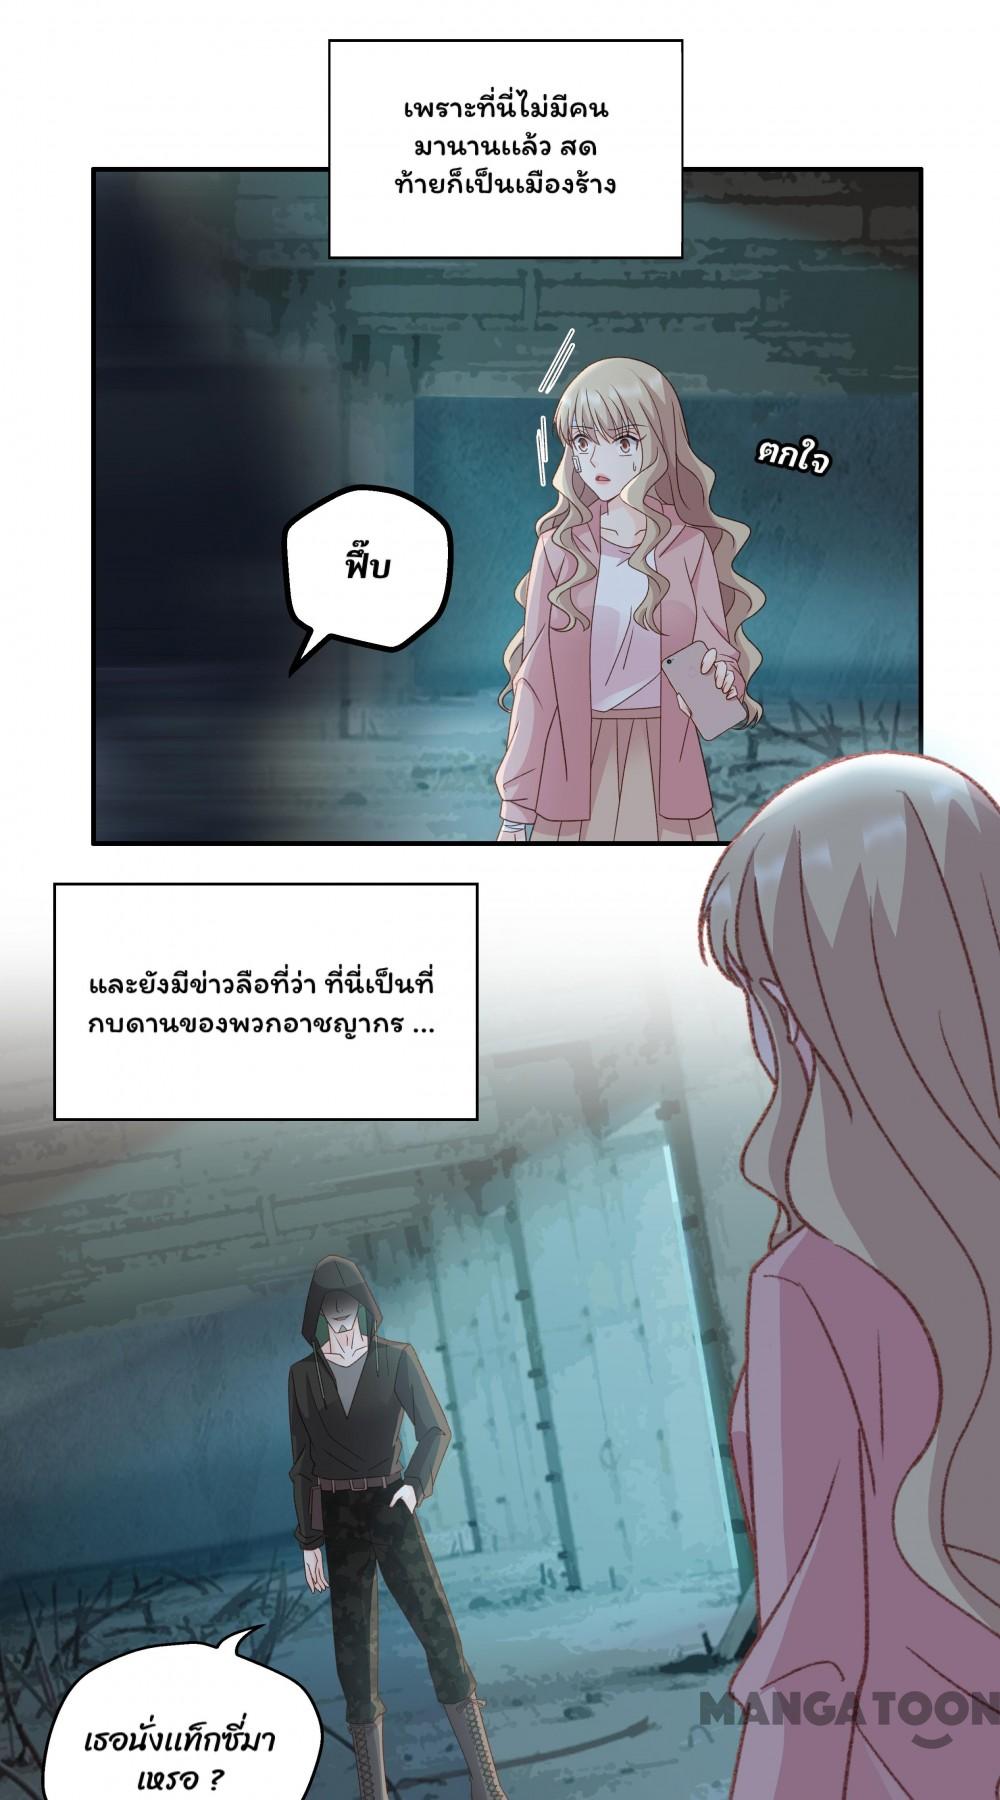 เพราะที่นี่ไม่มีคน
มานานแล้ว สด
ท้ายก็เป็นเมืองร้าง
ตกใจ
ฟึ๊บ
และยังมีข่าวลือที่ว่า ที่นี่เป็นที่
กบดานของพวกอาชญากร ...
MANGA TOON
เธอนั่งแท็กซี่มา
เหรอ ?